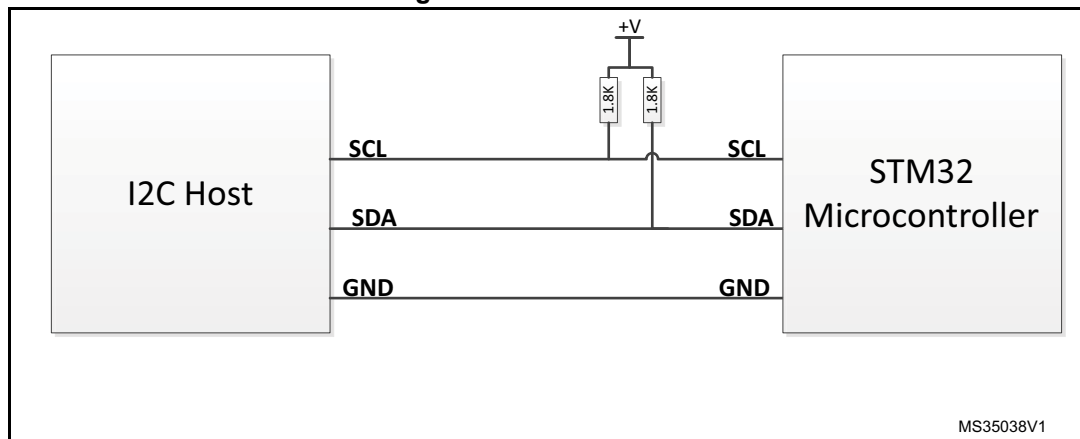 +V
1.8K
1.8K
SCL
SCL
I2C Host
STM32
Microcontroller
SDA
SDA
GND
GND
MS35038V1